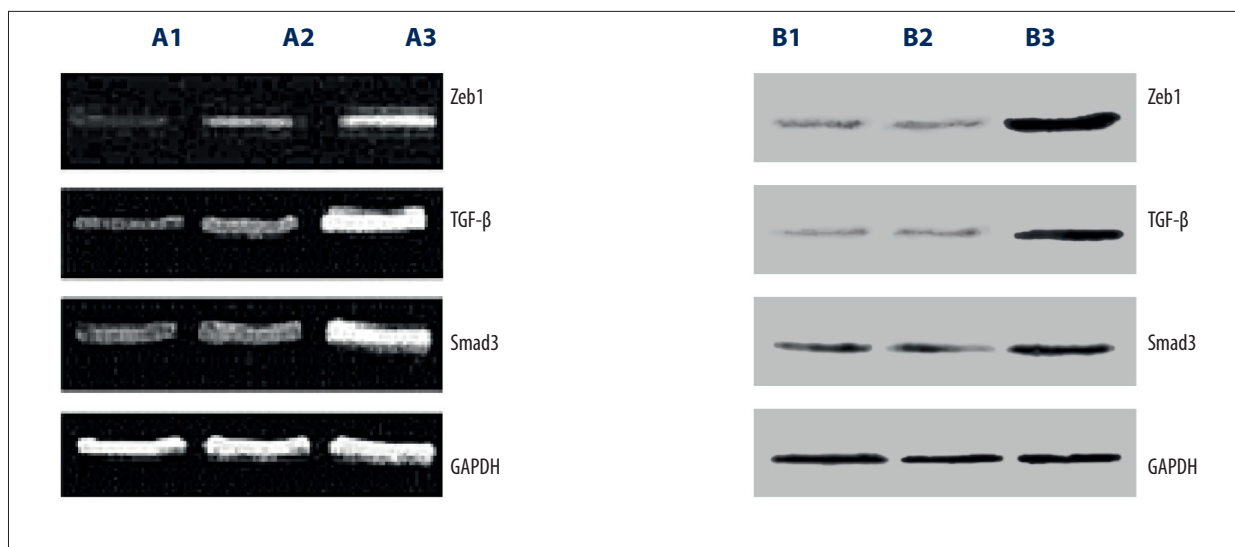 A1 A2 A3
Zeb1
TGF-β
Smad3
GAPDH
B1 B2 B3
Zeb1
TGF-β
Smad3
GAPDH